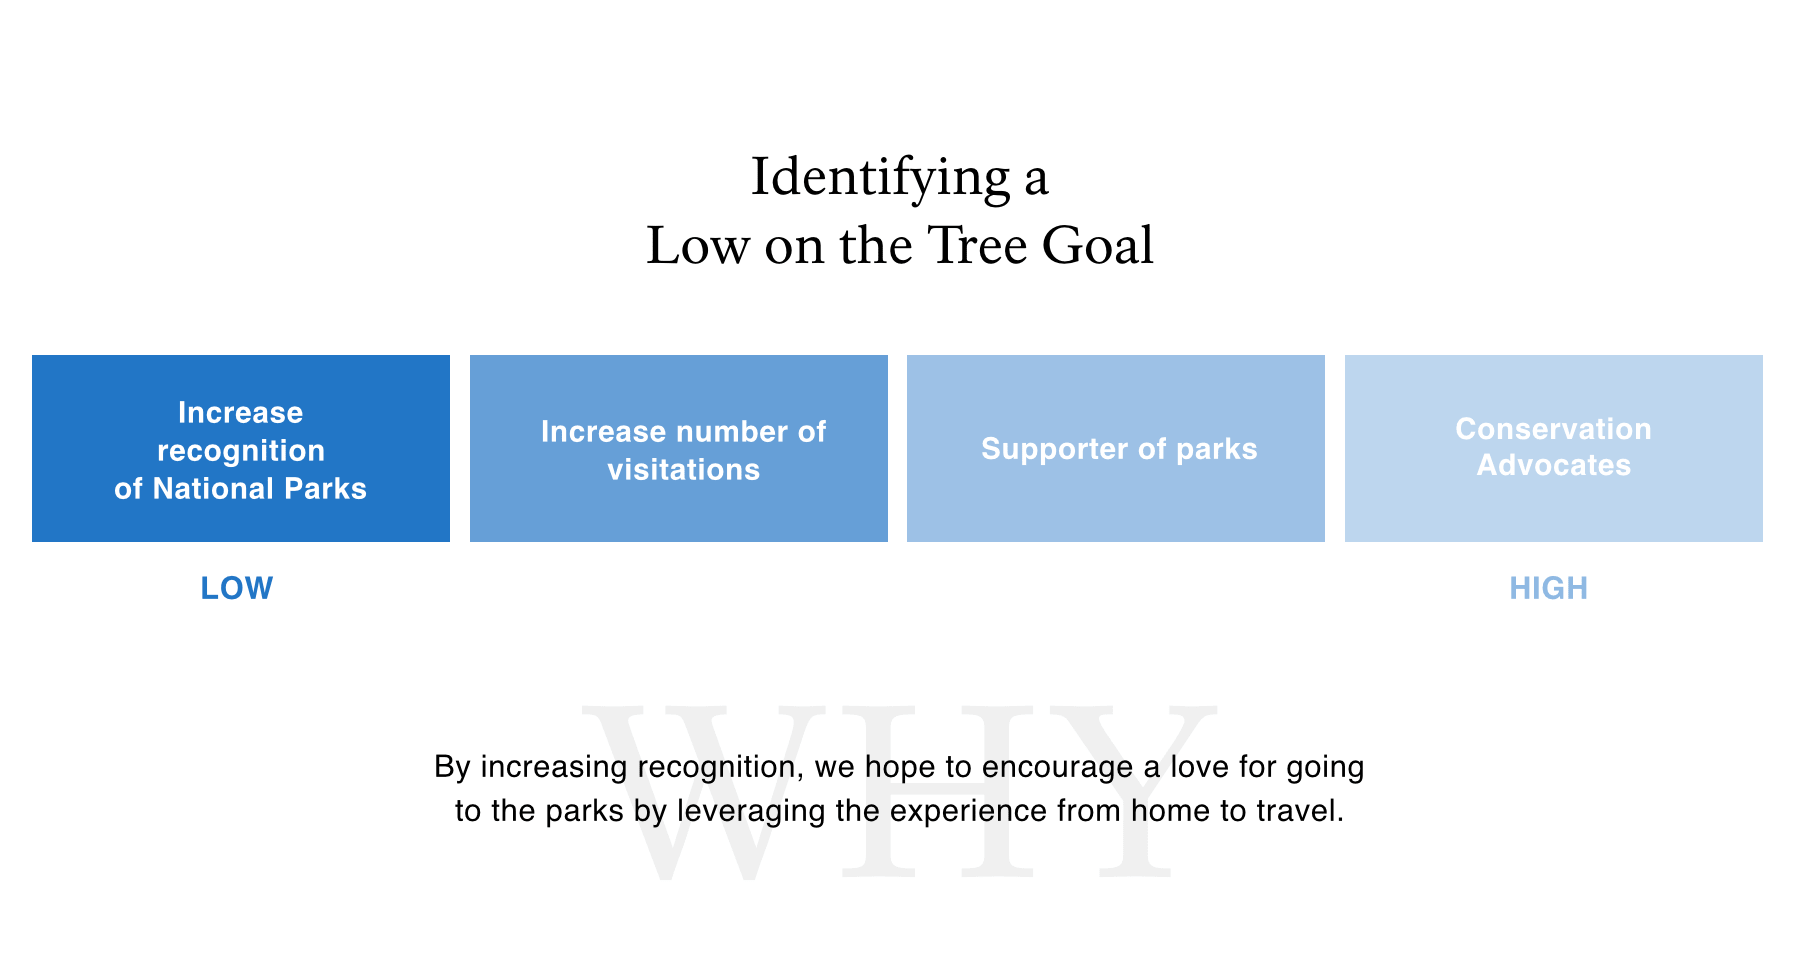 Identifying a
Low on the Tree Goal
Increase
recognition
of National Parks
Increase number of
visitations
Supporter of parks
Conservation
Advocates
LOW
HIGH
WHY
By increasing recognition, we hope to encourage a love for going
to the parks by leveraging the experience from home to travel.